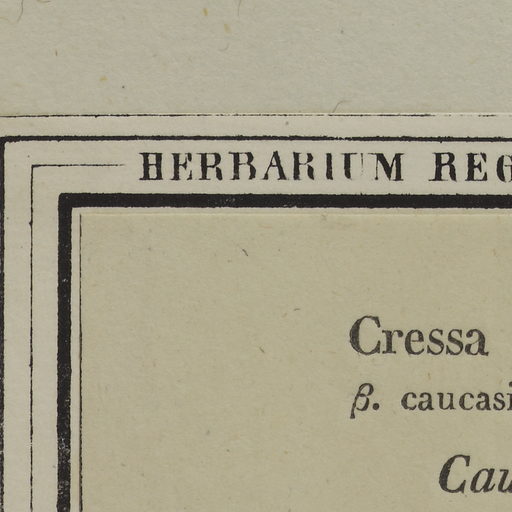 HERBARIUM REG
Cressa
β. caucasi
Cau